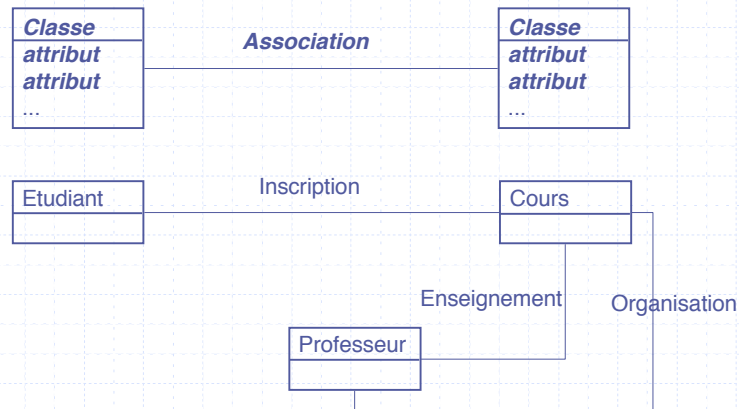 Classe
attribut
attribut
...
Association
Classe
attribut
attribut
...
Etudiant
Inscription
Cours
Enseignement
Organisation
Professeur